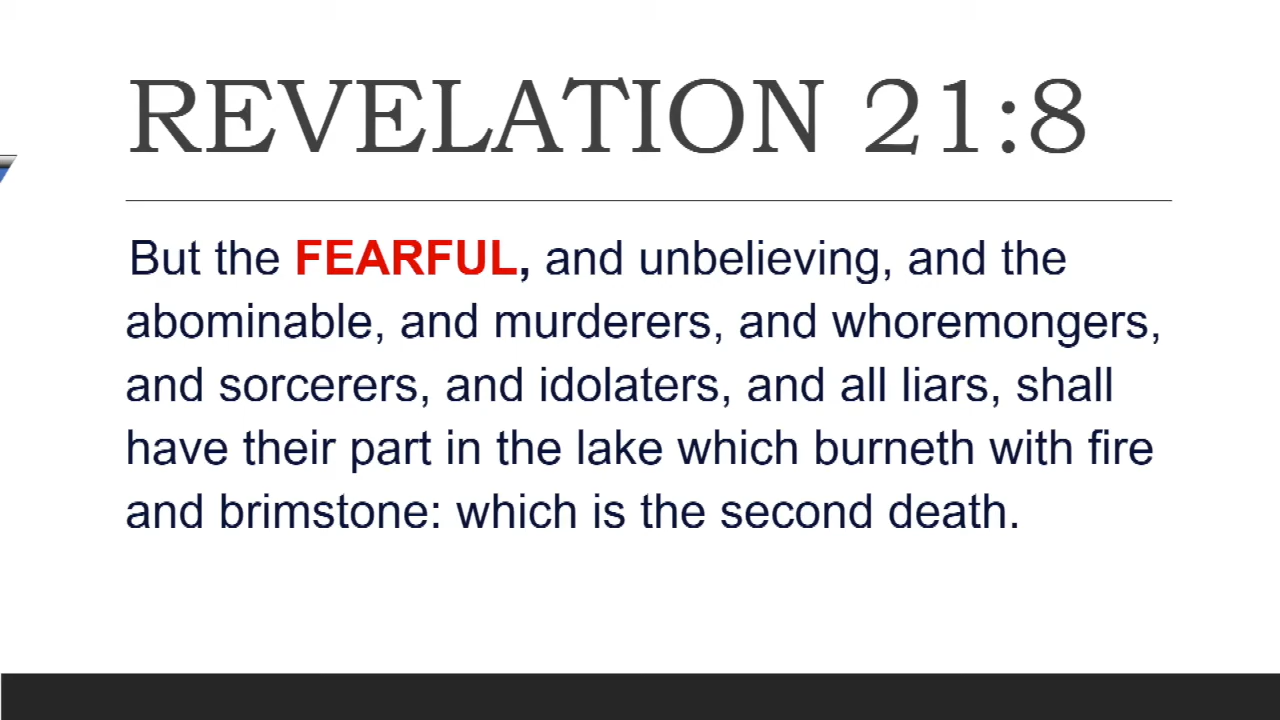 REVELATION 21:8
But the FEARFUL, and unbelieving, and the
abominable, and murderers, and whoremongers,
and sorcerers, and idolaters, and all liars, shall
have their part in the lake which burneth with fire
and brimstone: which is the second death.